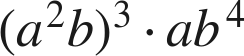 (a²b)³ · ab⁴